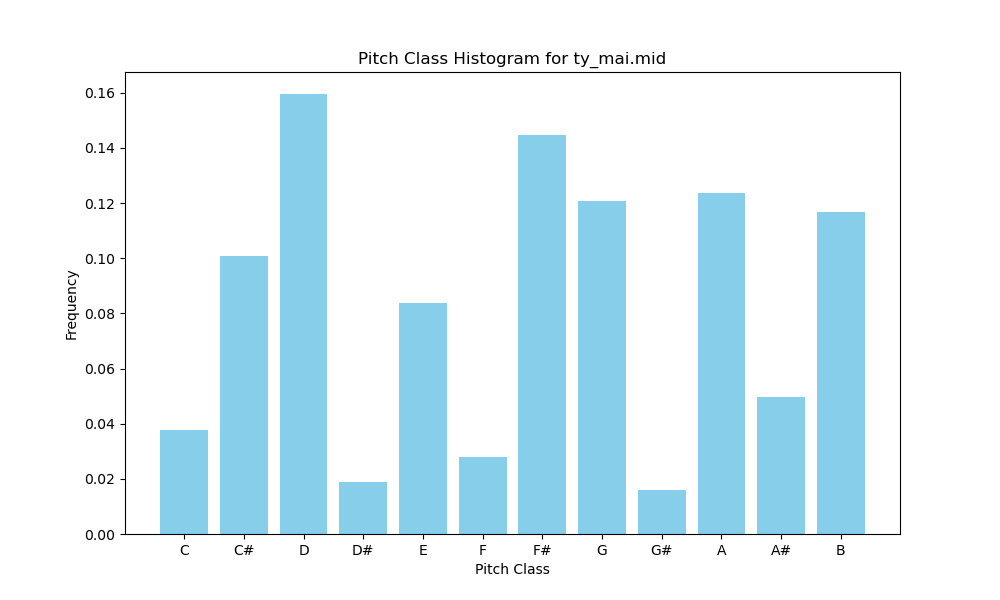 Pitch Class Histogram for ty_mai.mid
0.16
0.14
0.12
0.10
0.08
0.06
0.04
0.02
0.00
Frequency
C C# D D# E F F# G G# A A# B
Pitch Class